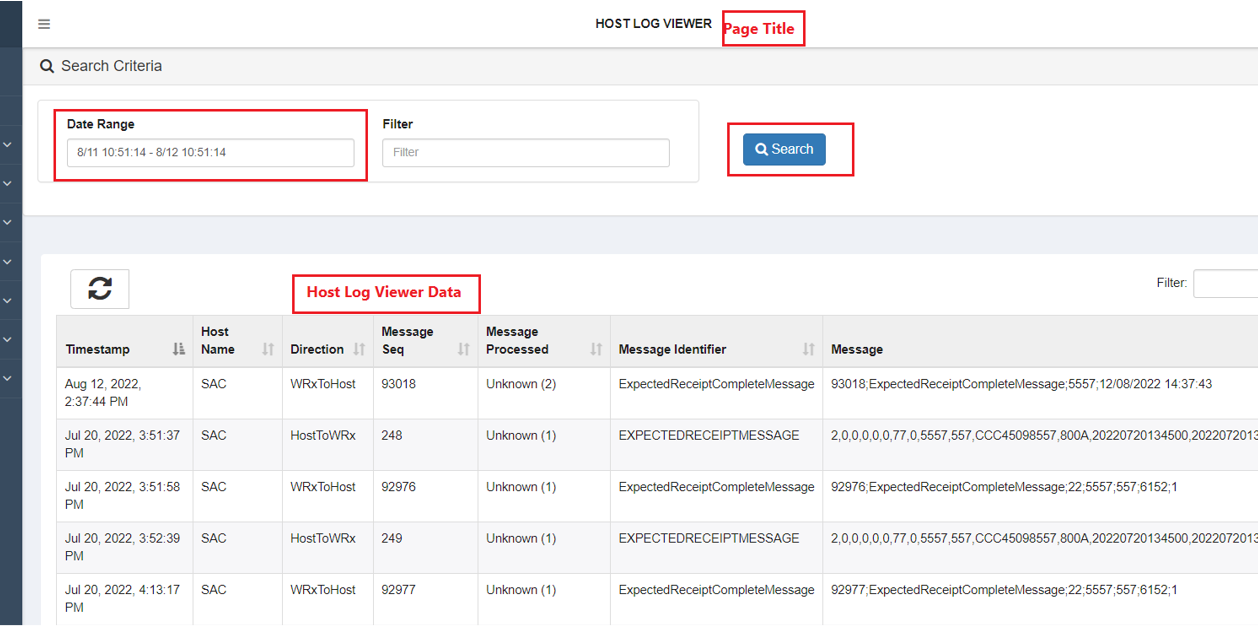 HOST LOG VIEWER Page Title
Search Criteria
Date Range Filter
8/11 10:51:14 - 8/12 10:51:14 Filter Search
Host Log Viewer Data Filter:
Timestamp Host Name Direction Message Seq Message Processed Message Identifier Message
Aug 12, 2022, SAC WRxToHost 93018 Unknown (2) ExpectedReceiptCompleteMessage 93018;ExpectedReceiptCompleteMessage;5557;12/08/2022 14:37:43
2:37:44 PM
Jul 20, 2022, 3:51:37 SAC HostToWRx 248 Unknown (1) EXPECTEDRECEIPTMESSAGE 2,0,0,0,0,0,77,0,5557,557,CCC45098557,800A,20220720134500,202207201
PM
Jul 20, 2022, 3:51:58 SAC WRxToHost 92976 Unknown (1) ExpectedReceiptCompleteMessage 92976;ExpectedReceiptCompleteMessage;22;5557;557;6152;1
PM
Jul 20, 2022, 3:52:39 SAC HostToWRx 249 Unknown (1) EXPECTEDRECEIPTMESSAGE 2,0,0,0,0,0,77,0,5557,557,CCC45098557,800A,20220720134500,202207201
PM
Jul 20, 2022, 4:13:17 SAC WRxToHost 92977 Unknown (1) ExpectedReceiptCompleteMessage 92977;ExpectedReceiptCompleteMessage;22;5557;557;6152;1
PM